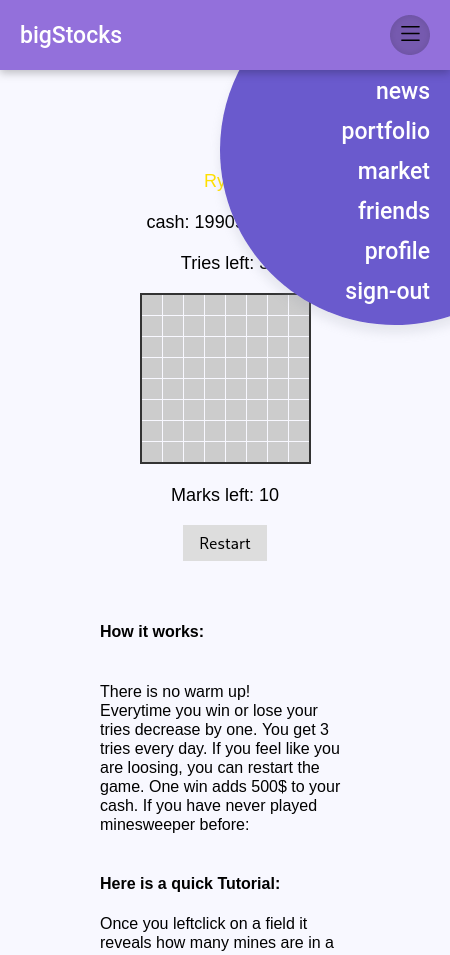 bigStocks
news
portfolio
market
friends
profile
sign-out
Ry
cash: 1990
Tries left:
Marks left: 10
Restart
How it works:
There is no warm up!
Everytime you win or lose your
tries decrease by one. You get 3
tries every day. If you feel like you
are loosing, you can restart the
game. One win adds 500$ to your
cash. If you have never played
minesweeper before:
Here is a quick Tutorial:
Once you leftclick on a field it
reveals how many mines are in a